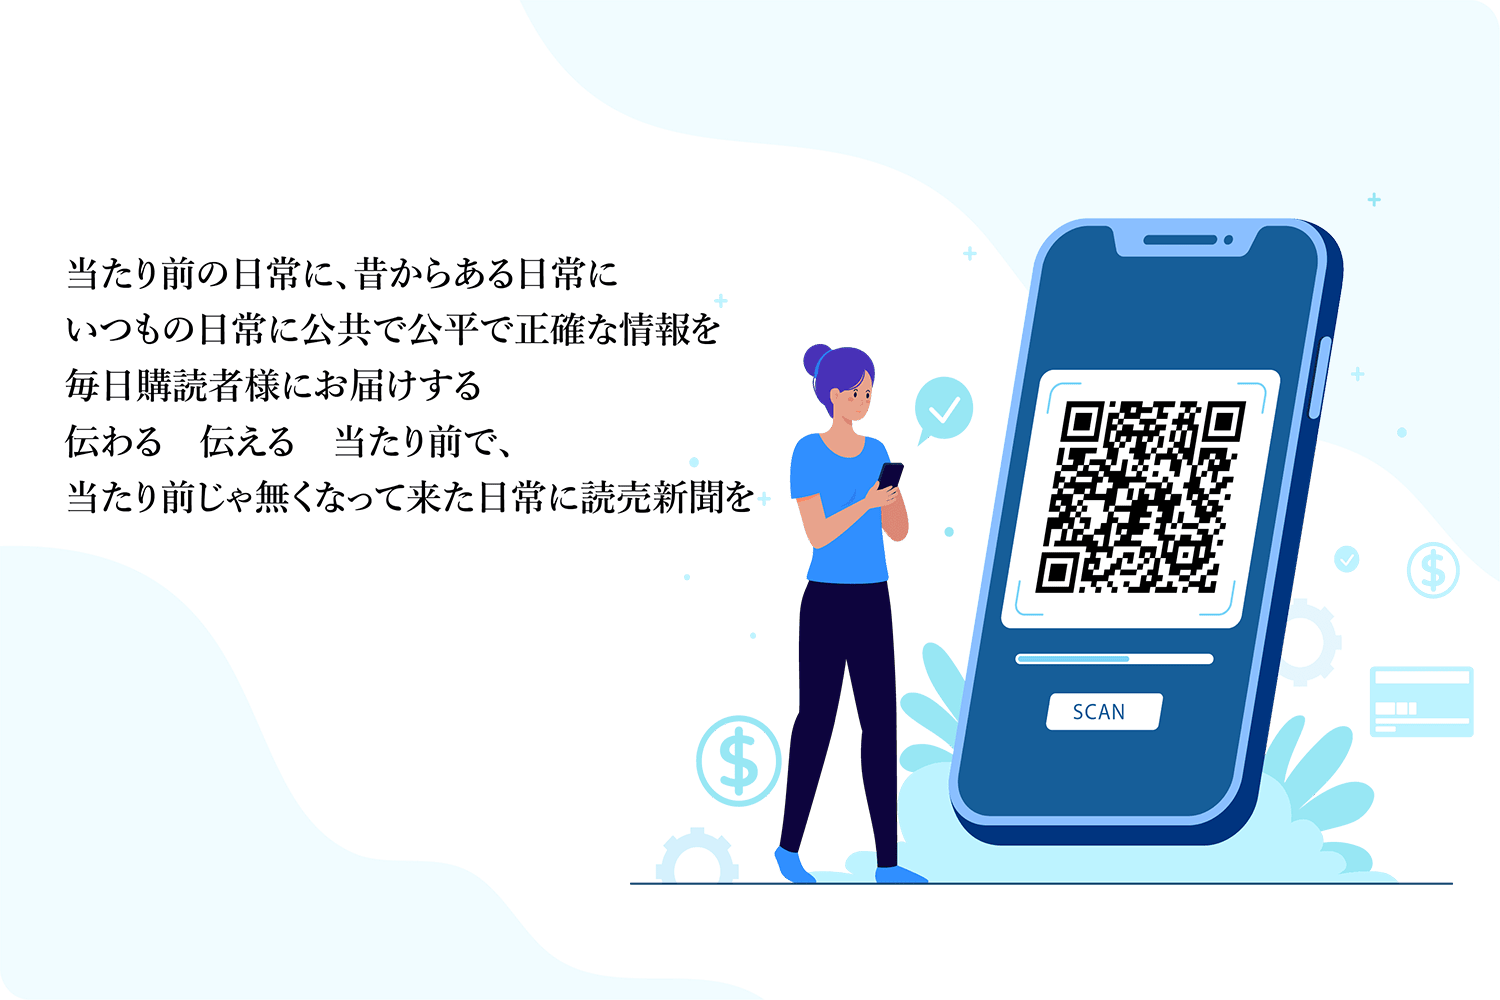 当たり前の日常に、昔からある日常に
いつもの日常に公共で公平で正確な情報を
毎日購読者様にお届けする
伝わる　伝える　当たり前で、
当たり前じゃ無くなって来た日常に読売新聞を
SCAN